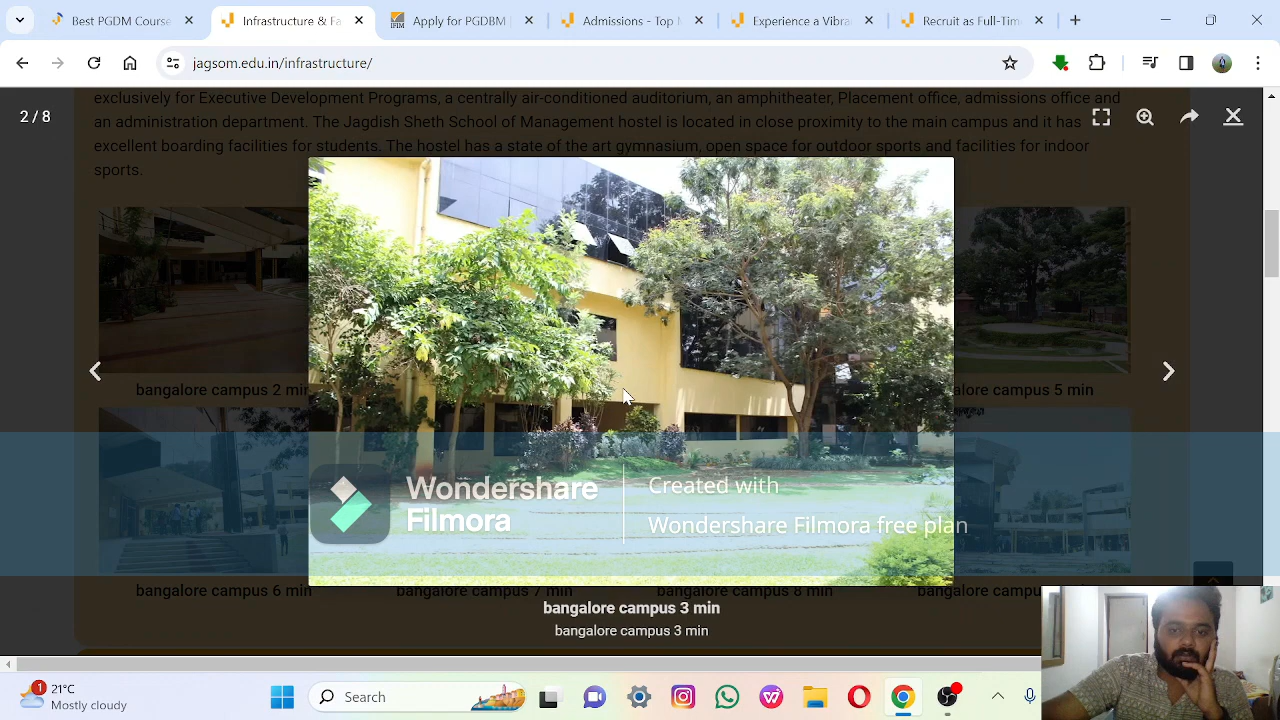 Best PGDM Course
Infrastructure & Fa
IFIM
Apply for PGDBM
Admissions - Top
Experience a Vibra
Recruit as Full-Tim
jagsom.edu.in/infrastructure/
2 / 8
exclusively for Executive Development Programs, a centrally air-conditioned auditorium, an amphitheater, Placement office, admissions office and
an administration department. The Jagdish Sheth School of Management hostel is located in close proximity to the main campus and it has
excellent boarding facilities for students. The hostel has a state of the art gymnasium, open space for outdoor sports and facilities for indoor
sports.
bangalore campus 2 min
alore campus 5 min
Wondershare
Filmora
Created with
Wondershare Filmora free plan
bangalore campus 6 min
bangalore campus 7 min
bangalore campus 8 min
bangalore campu
bangalore campus 3 min
bangalore campus 3 min
1
21°C
Mostly cloudy
Search